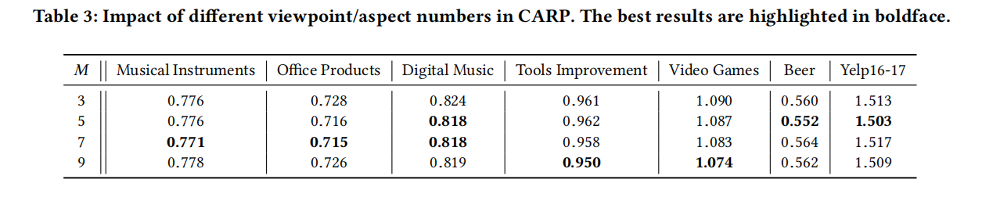 Table 3: Impact of different viewpoint/aspect numbers in CARP. The best results are highlighted in boldface.
M Musical Instruments Office Products Digital Music Tools Improvement Video Games Beer Yelp16-17
3 0.776 0.728 0.824 0.961 1.090 0.560 1.513
5 0.776 0.716 0.818 0.962 1.087 0.552 1.503
7 0.771 0.715 0.818 0.958 1.083 0.564 1.517
9 0.778 0.726 0.819 0.950 1.074 0.562 1.509